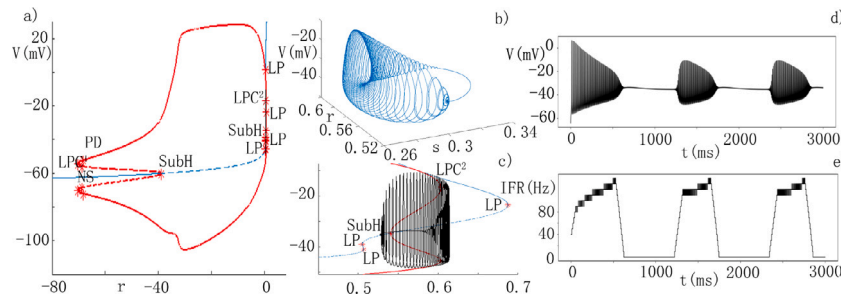 a)
V(mV)
-20
-60
-100
-80
r
-40
0
PD
LPC¹
NS
SubH
LP
LPC²
LP
SubH
LP
LP
b)
V(mV)
0
-20
-40
0.6
r
0.56
0.52
0.26
s
0.3
0.34
c)
LPC²
LP
SubH
LP
LP
-20
-40
0.5
0.6
0.7
d)
V(mV)
0
-20
-40
-60
0
1000
2000
3000
t(ms)
e)
IFR(Hz)
80
40
0
1000
2000
3000
t(ms)